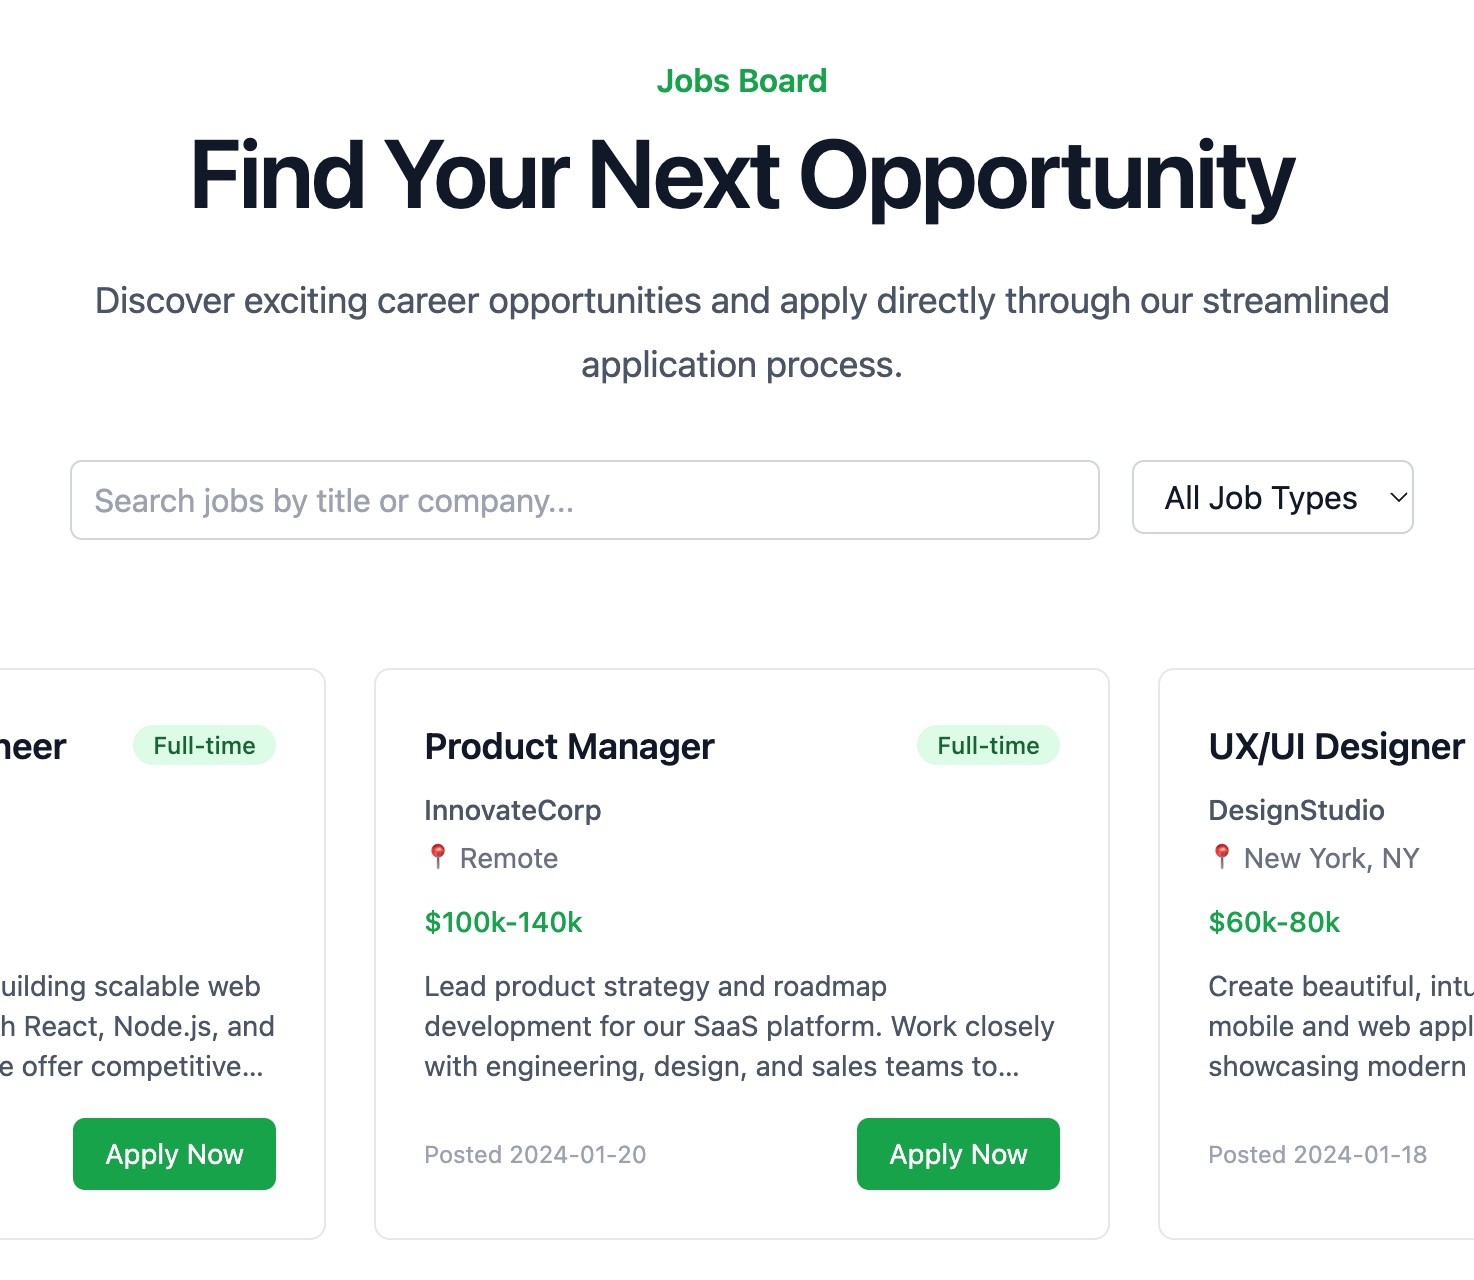 Jobs Board
Find Your Next Opportunity
Discover exciting career opportunities and apply directly through our streamlined
application process.
Search jobs by title or company...
All Job Types
neer
Full-time
uilding scalable web
h React, Node.js, and
e offer competitive...
Apply Now
Product Manager
Full-time
InnovateCorp
Remote
$100k-140k
Lead product strategy and roadmap
development for our SaaS platform. Work closely
with engineering, design, and sales teams to...
Posted 2024-01-20
Apply Now
UX/UI Designer
DesignStudio
New York, NY
$60k-80k
Create beautiful, intu
mobile and web appl
showcasing modern
Posted 2024-01-18